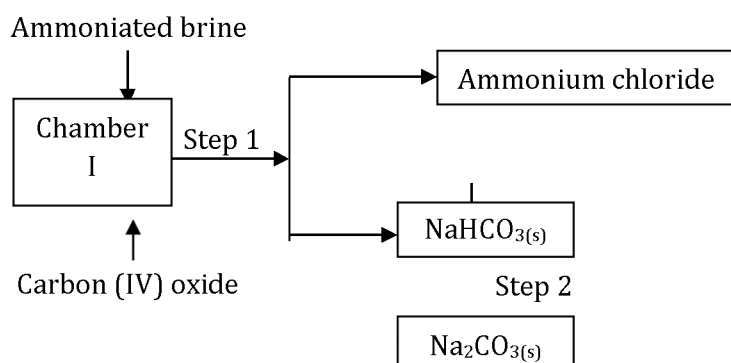 Ammoniated brine
Ammonium chloride
Chamber
I
Step 1
NaHCO₃₍ₛ₎
Carbon (IV) oxide
Step 2
Na₂CO₃₍ₛ₎